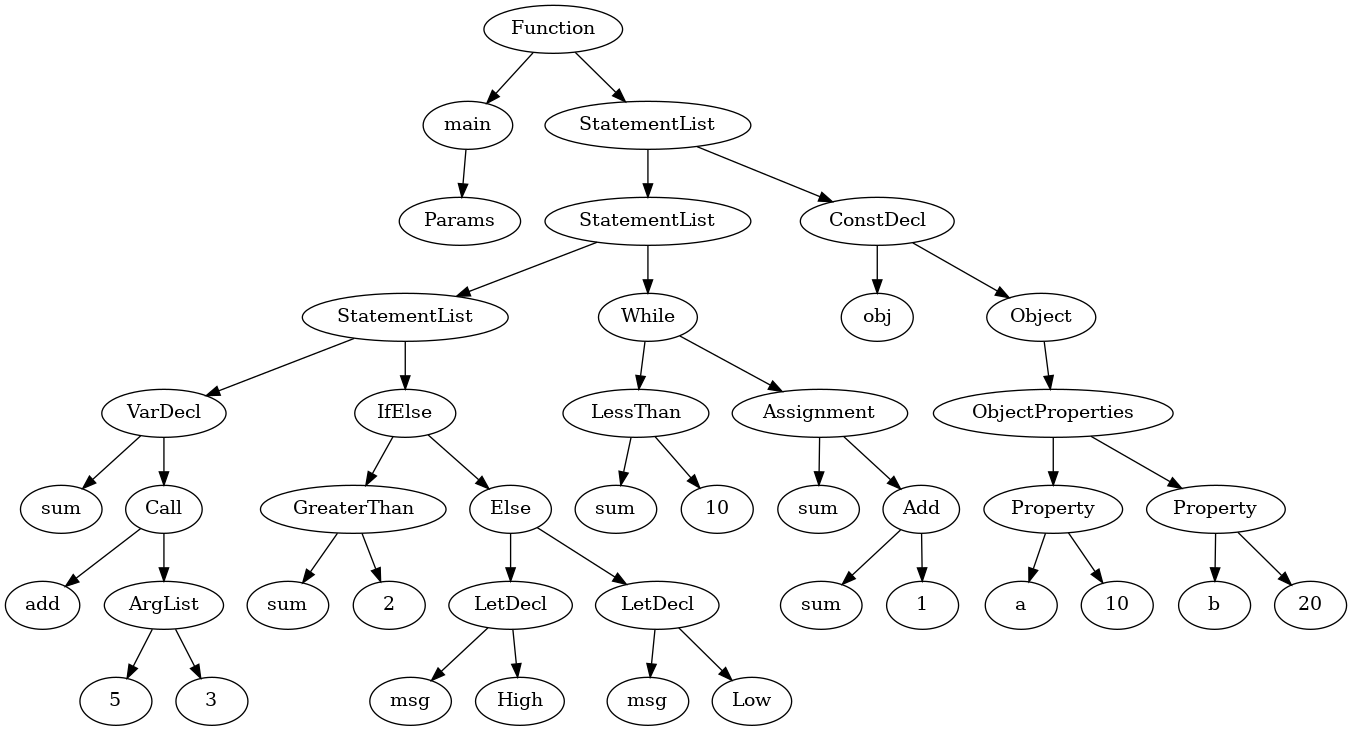 Function
main StatementList
Params StatementList ConstDecl
StatementList While obj Object
VarDecl IfElse LessThan Assignment ObjectProperties
sum Call GreaterThan Else sum 10 sum Add Property Property
add ArgList sum 2 LetDecl LetDecl sum 1 a 10 b 20
5 3 msg High msg Low